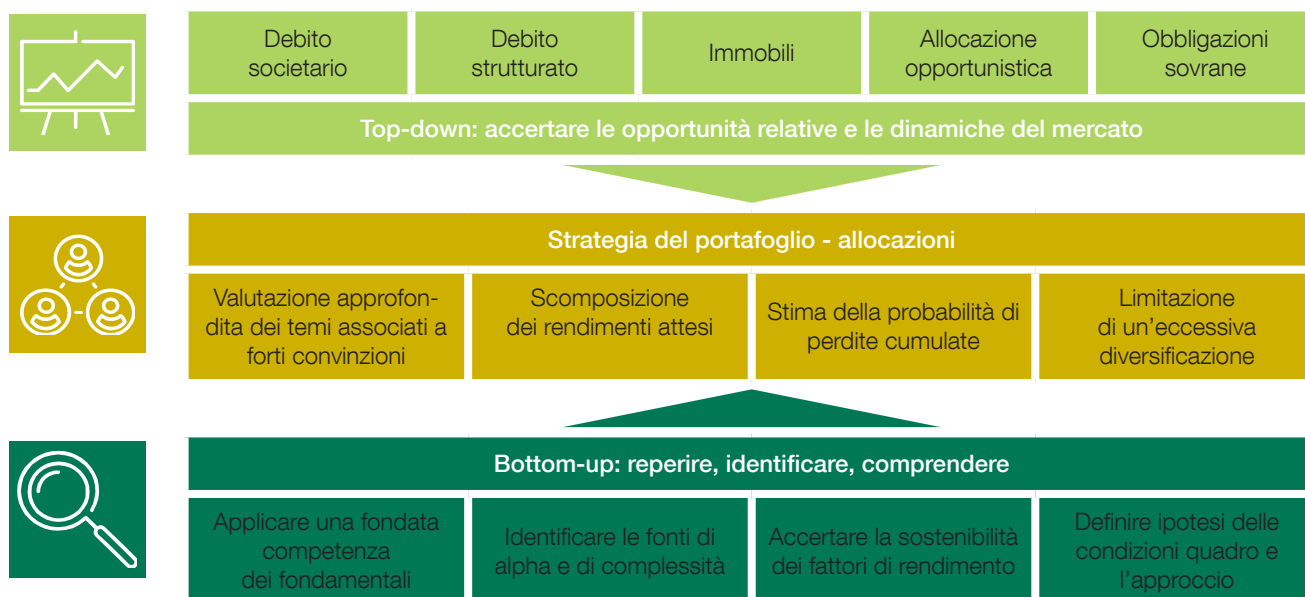 Debito
societario
Debito
strutturato
Immobili
Allocazione
opportunistica
Obbligazioni
sovrane
Top-down: accertare le opportunità relative e le dinamiche del mercato
Strategia del portafoglio - allocazioni
Valutazione approfon-
dita dei temi associati a
forti convinzioni
Scomposizione
dei rendimenti attesi
Stima della probabilità di
perdite cumulate
Limitazione
di un’eccessiva
diversificazione
Bottom-up: reperire, identificare, comprendere
Applicare una fondata
competenza
dei fondamentali
Identificare le fonti di
alpha e di complessità
Accertare la sostenibilità
dei fattori di rendimento
Definire ipotesi delle
condizioni quadro e
l’approccio